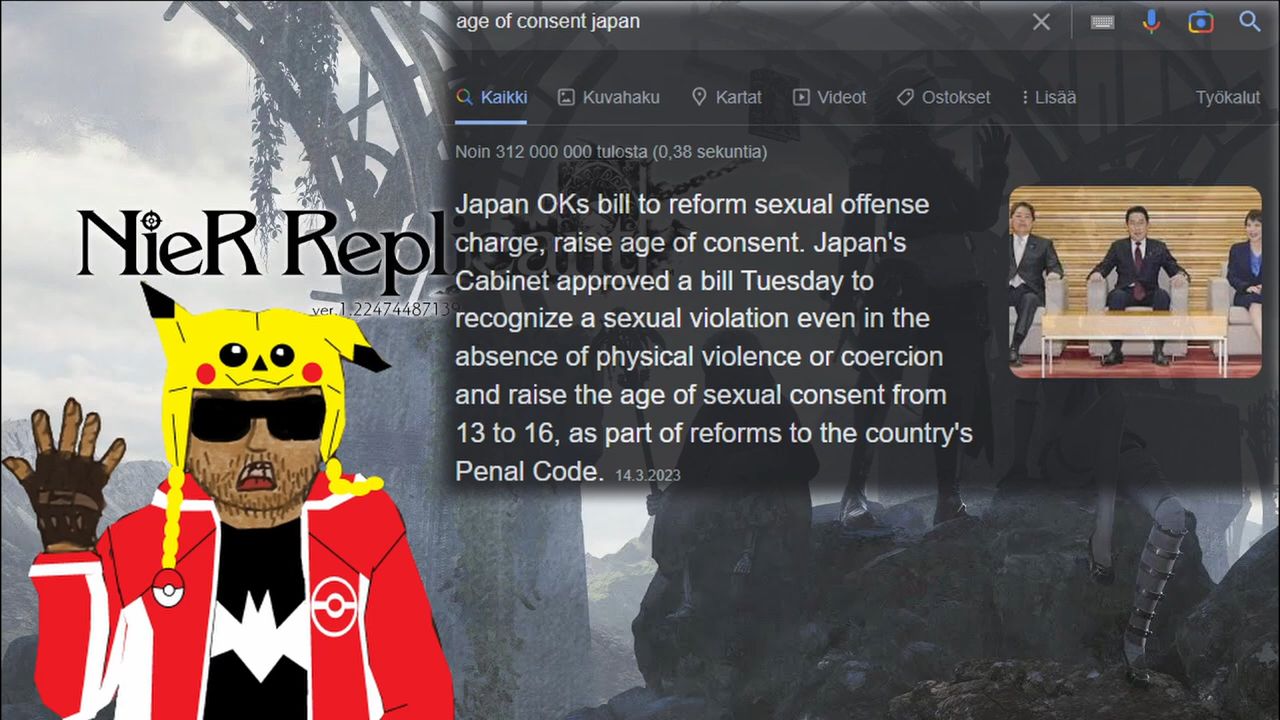 age of consent japan
Kaikki Kuvahaku Kartat Videot Ostokset Lisää Työkalut
Noin 312 000 000 tulosta (0,38 sekuntia)
NieR Repl
ver.1.22474487139
Japan OKs bill to reform sexual offense
charge, raise age of consent. Japan's
Cabinet approved a bill Tuesday to
recognize a sexual violation even in the
absence of physical violence or coercion
and raise the age of sexual consent from
13 to 16, as part of reforms to the country's
Penal Code. 14.3.2023